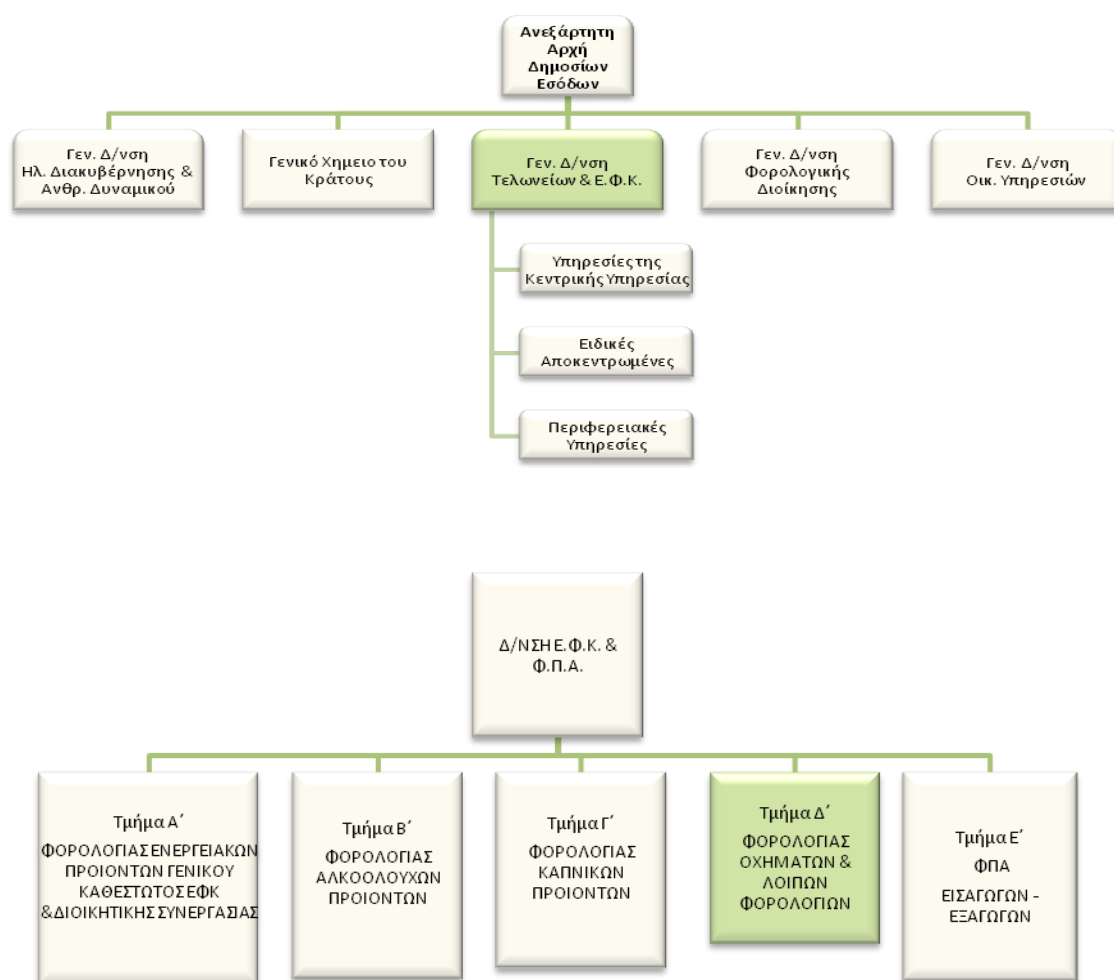 Ανεξάρτητη
Αρχή
Δημοσίων
Εσόδων
Γεν. Δ/νση
Ηλ. Διακυβέρνησης &
Ανθρ. Δυναμικού
Γενικό Χημειο του
Κράτους
Γεν. Δ/νση
Τελωνείων & Ε.Φ.Κ.
Γεν. Δ/νση
Φορολογικής
Διοίκησης
Γεν. Δ/νση
Οικ. Υπηρεσιών
Υπηρεσίες της
Κεντρικής Υπηρεσίας
Ειδικές
Αποκεντρωμένες
Περιφερειακές
Υπηρεσίες
Δ/ΝΣΗ Ε.Φ.Κ. &
Φ.Π.Α.
Τμήμα Α΄
ΦΟΡΟΛΟΓΙΑΣ ΕΝΕΡΓΕΙΑΚΩΝ
ΠΡΟΙΟΝΤΩΝ ΓΕΝΙΚΟΥ
ΚΑΘΕΣΤΩΤΟΣ ΕΦΚ
& ΔΙΟΙΚΗΤΙΚΗΣ ΣΥΝΕΡΓΑΣΙΑΣ
Τμήμα Β΄
ΦΟΡΟΛΟΓΙΑΣ
ΑΛΚΟΟΛΟΥΧΩΝ
ΠΡΟΙΟΝΤΩΝ
Τμήμα Γ΄
ΦΟΡΟΛΟΓΙΑΣ
ΚΑΠΝΙΚΩΝ
ΠΡΟΙΟΝΤΩΝ
Τμήμα Δ΄
ΦΟΡΟΛΟΓΙΑΣ
ΟΧΗΜΑΤΩΝ &
ΛΟΙΠΩΝ
ΦΟΡΟΛΟΓΙΩΝ
Τμήμα Ε΄
ΦΠΑ
ΕΙΣΑΓΩΓΩΝ –
ΕΞΑΓΩΓΩΝ